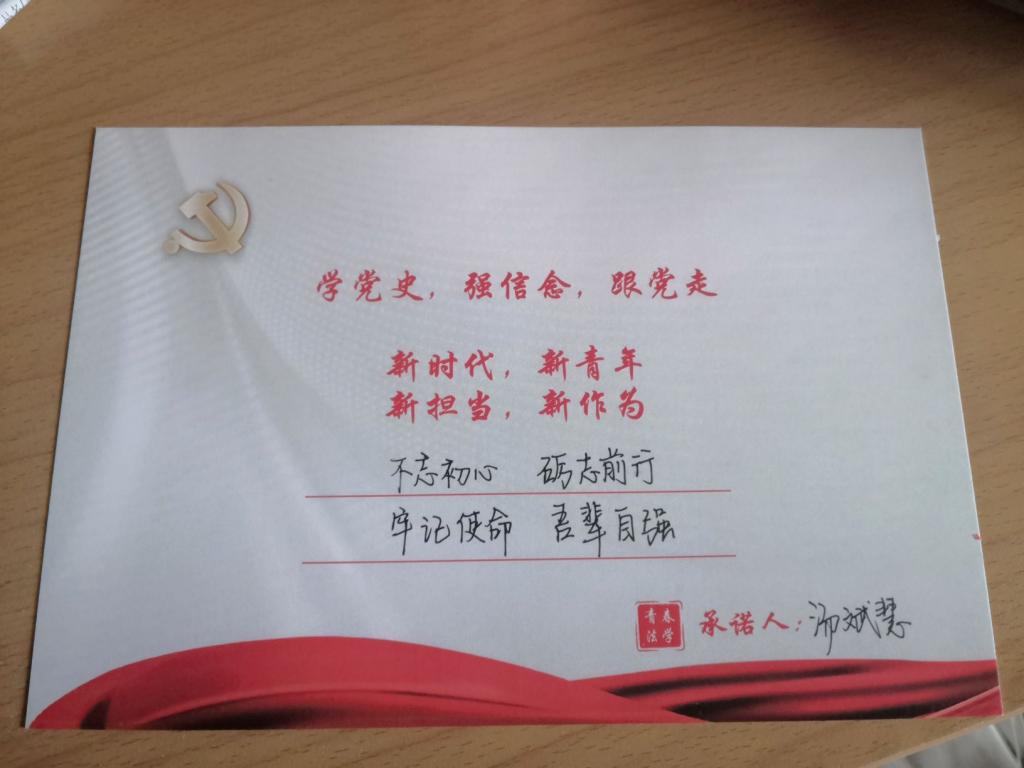 学党史，强信念，跟党走
新时代，新青年
新担当，新作为
不忘初心 砺志前行
牢记使命 吾辈自强
青春
法学
承诺人：斌慧